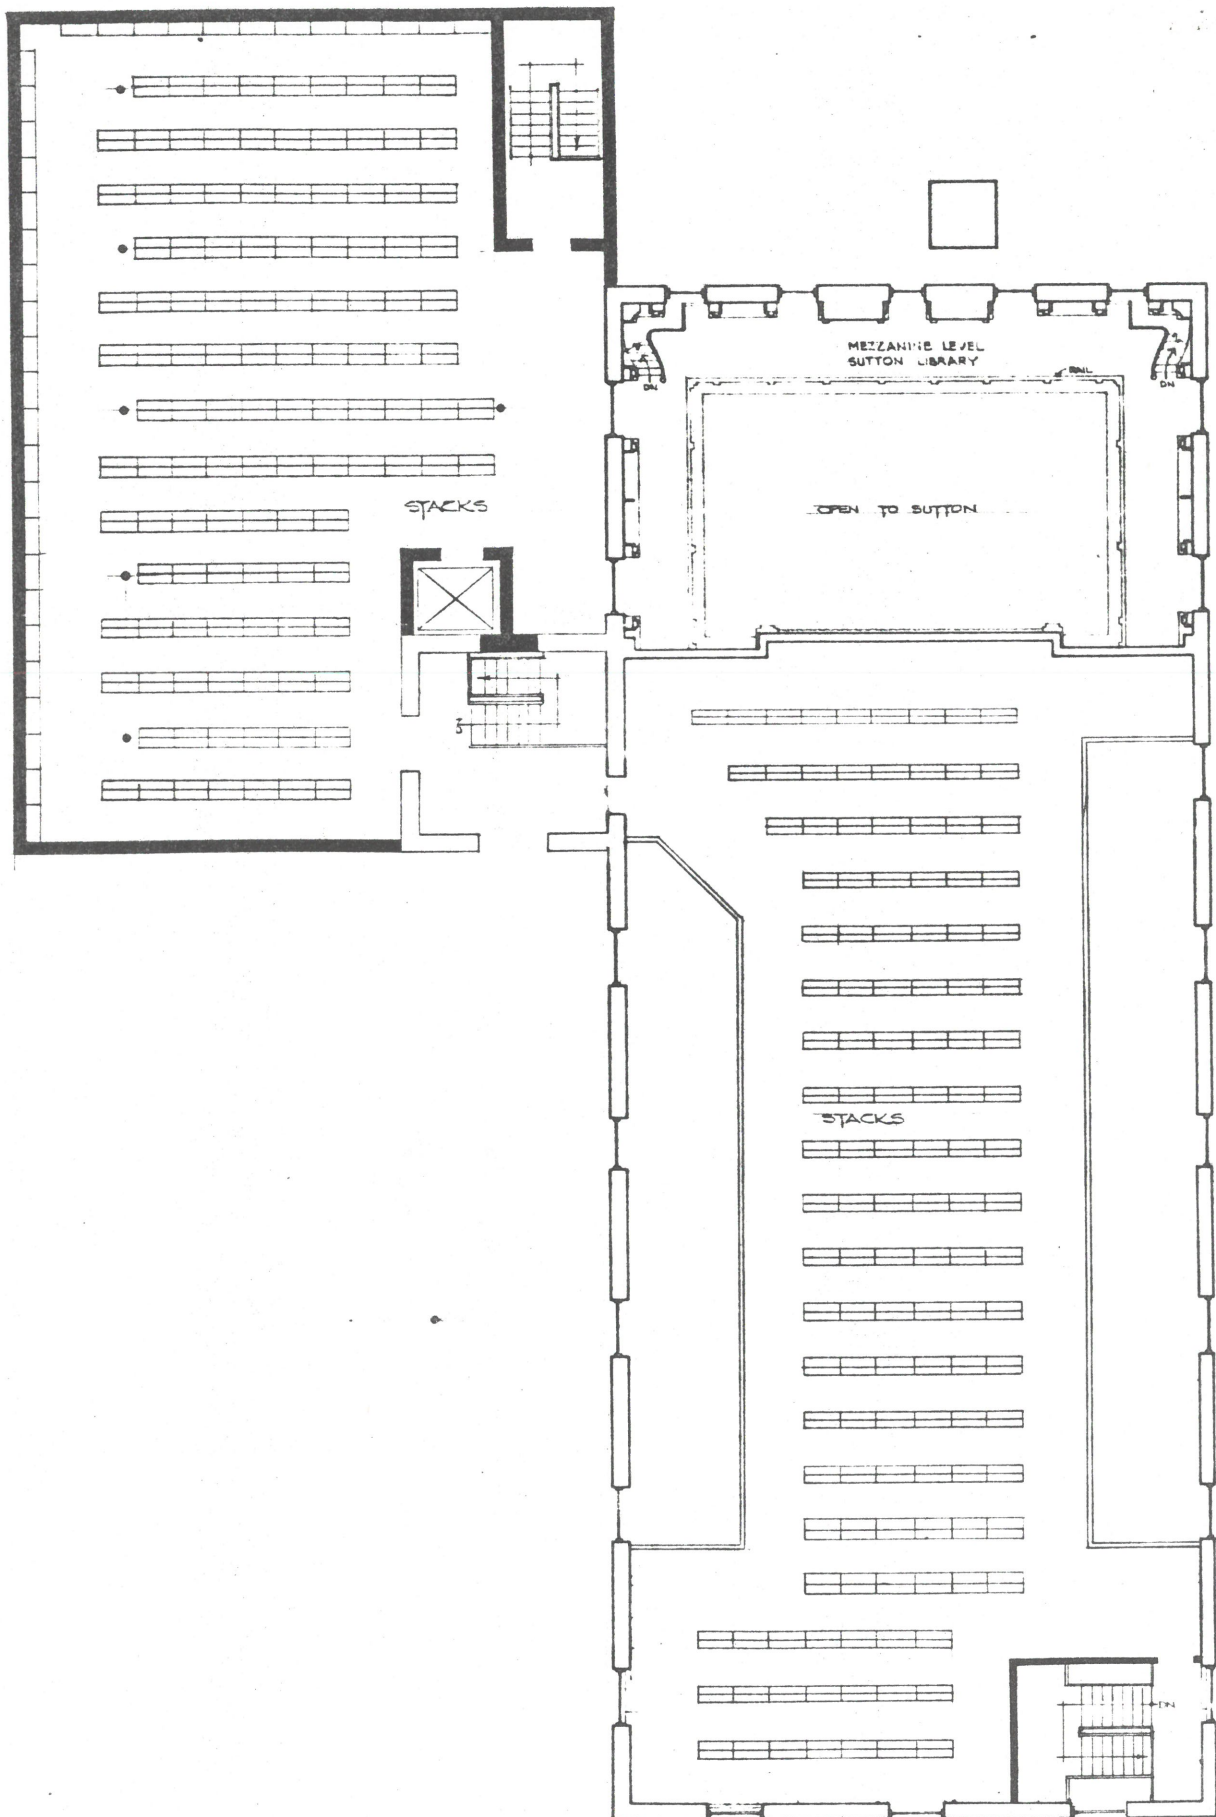 MEZZANINE LEVEL
SUTTON LIBRARY
RAIL
DN
DN
OPEN TO SUTTON
STACKS
STACKS
DN